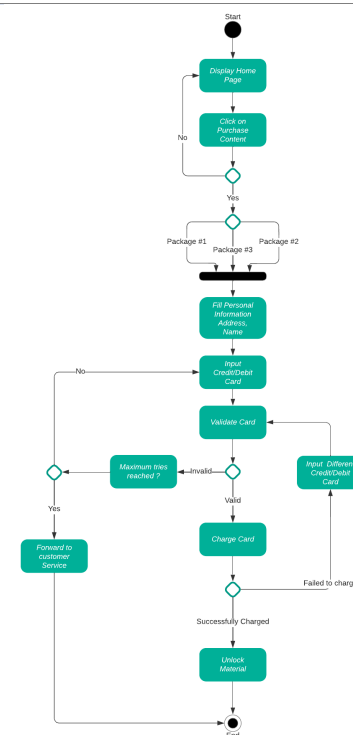 Start
Display Home
Page
Click on
Purchase
Content
No
Yes
Package #1
Package #2
Package #3
Fill Personal
Information
Address,
Name
Input
Credit/Debit
Card
No
Validate Card
Input Differen
Credit/Debit
Card
Maximum tries
reached ?
Invalid
Valid
Yes
Charge Card
Forward to
customer
Service
Failed to charg
Successfully Charged
Unlock
Material
End